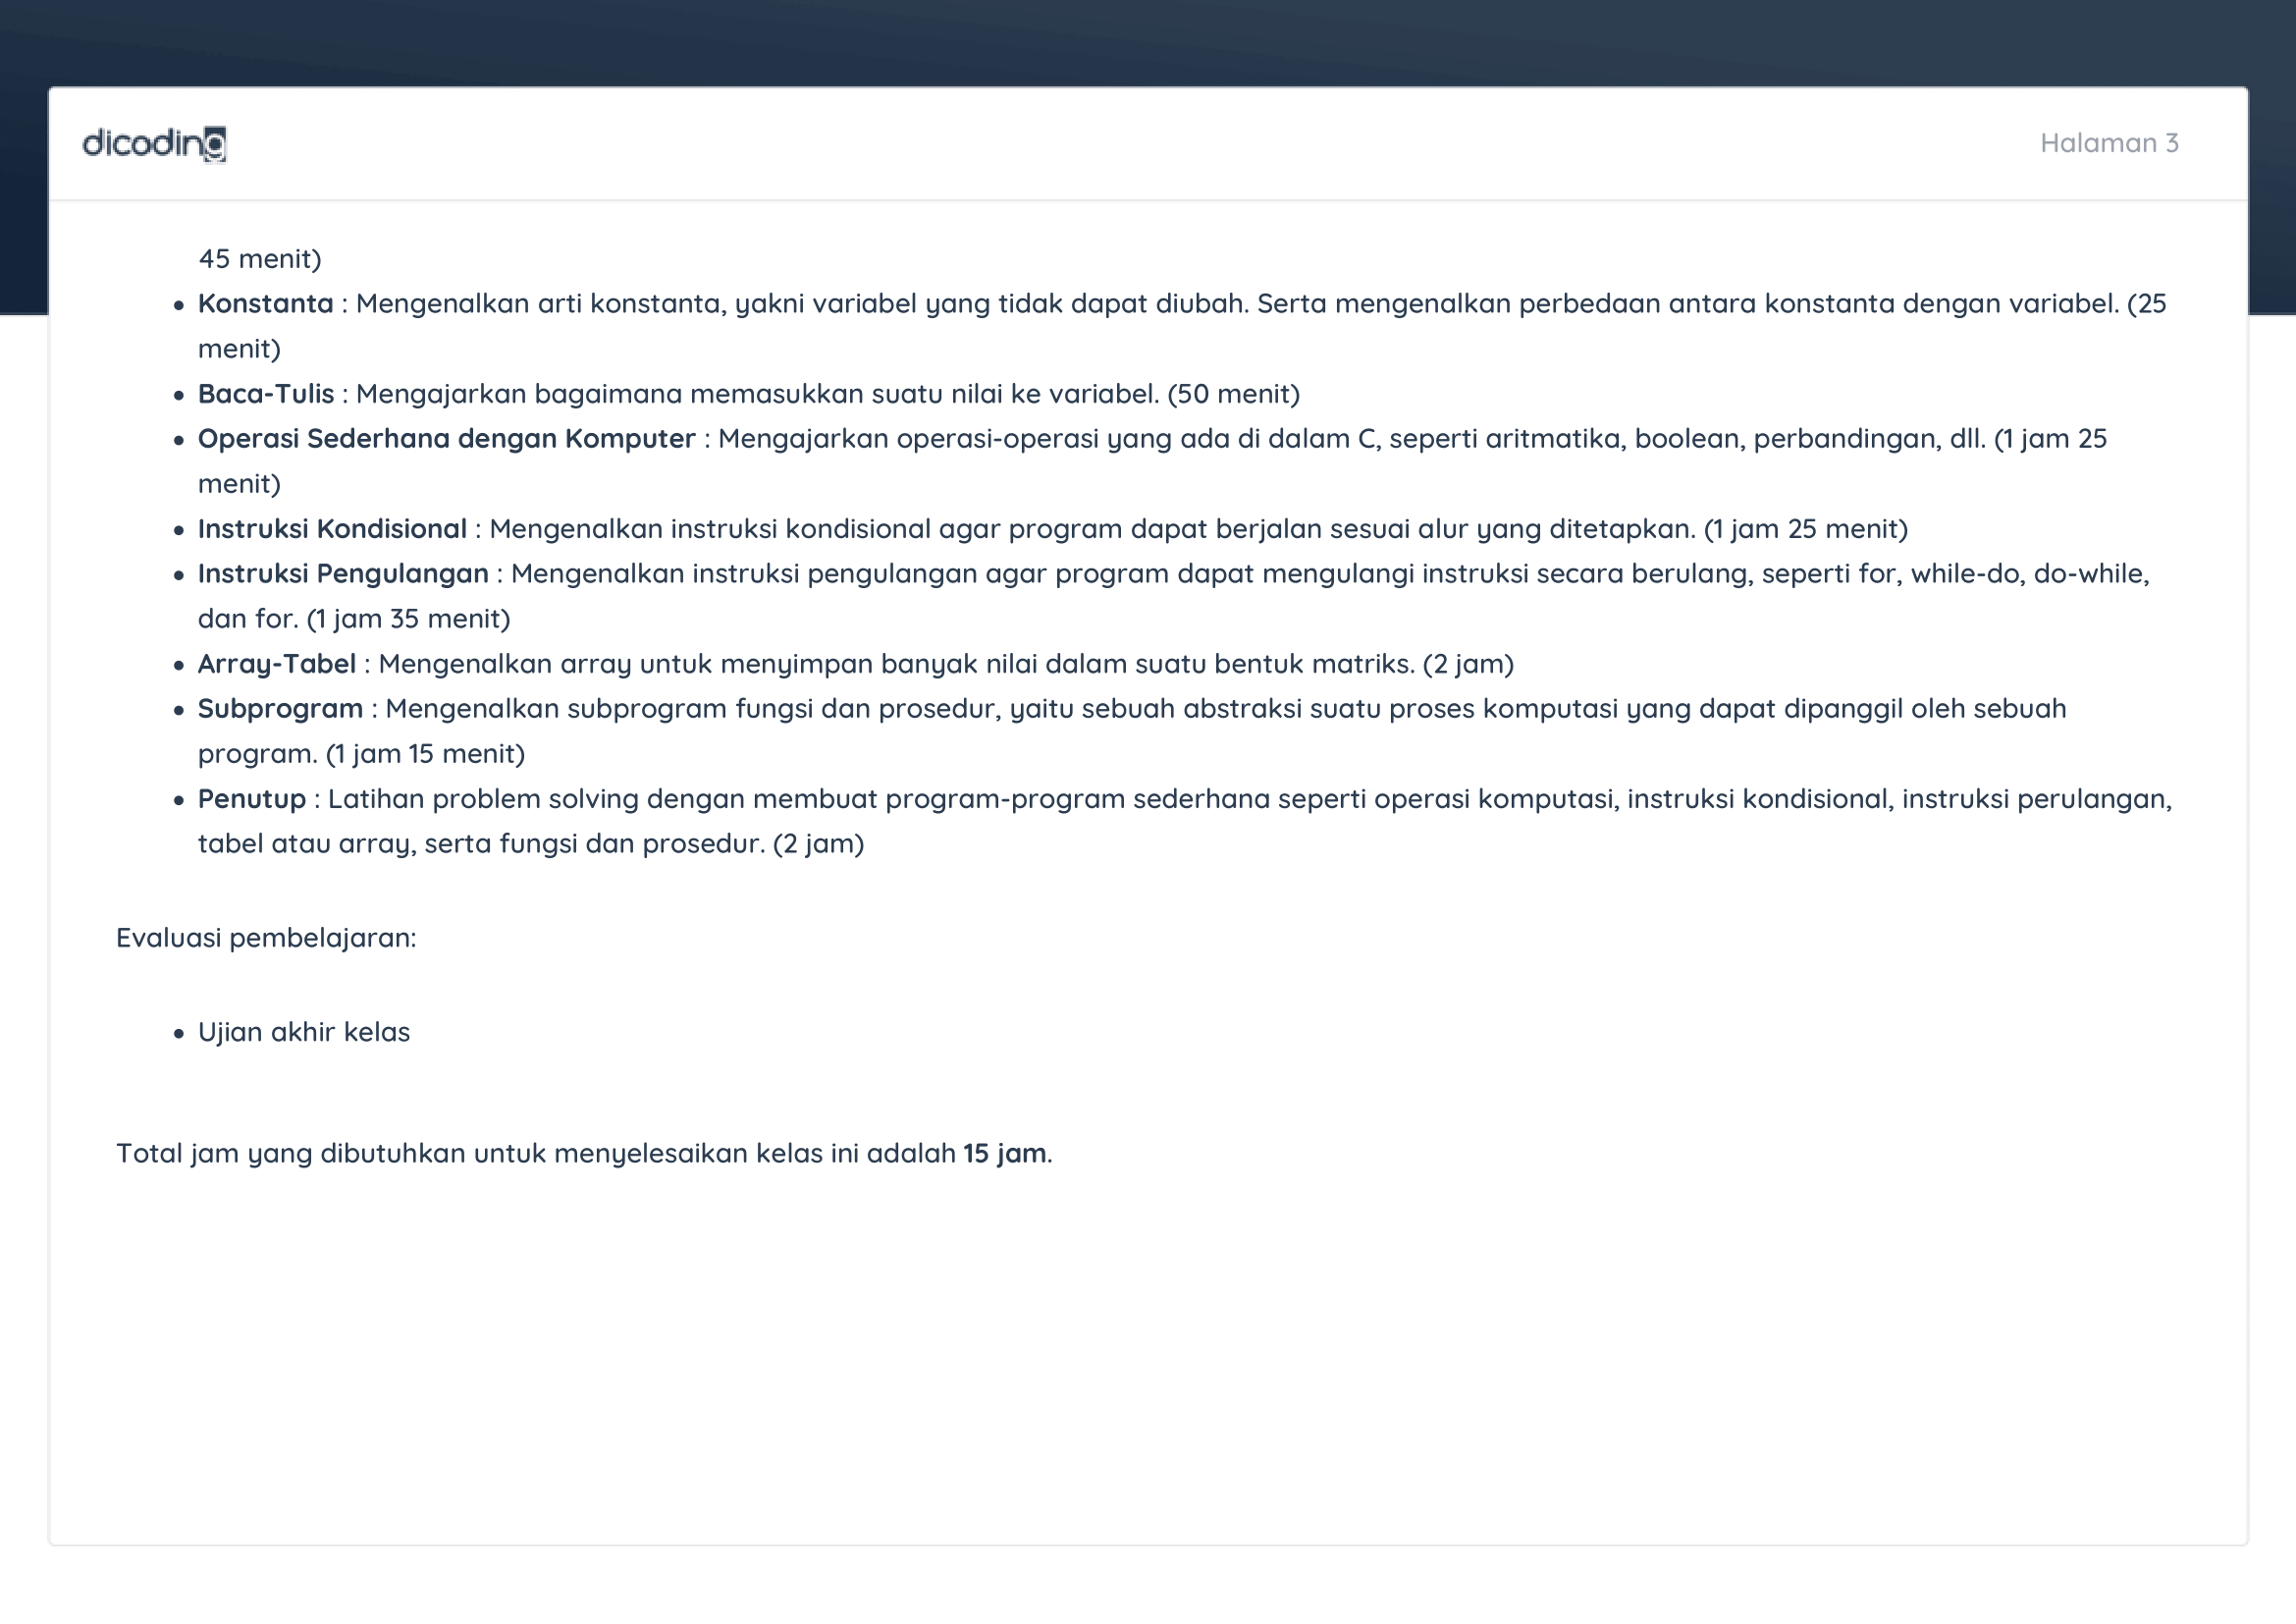 dicoding
Halaman 3
45 menit)
• Konstanta : Mengenalkan arti konstanta, yakni variabel yang tidak dapat diubah. Serta mengenalkan perbedaan antara konstanta dengan variabel. (25
menit)
• Baca-Tulis : Mengajarkan bagaimana memasukkan suatu nilai ke variabel. (50 menit)
• Operasi Sederhana dengan Komputer : Mengajarkan operasi-operasi yang ada di dalam C, seperti aritmatika, boolean, perbandingan, dll. (1 jam 25
menit)
• Instruksi Kondisional : Mengenalkan instruksi kondisional agar program dapat berjalan sesuai alur yang ditetapkan. (1 jam 25 menit)
• Instruksi Pengulangan : Mengenalkan instruksi pengulangan agar program dapat mengulangi instruksi secara berulang, seperti for, while-do, do-while,
dan for. (1 jam 35 menit)
• Array-Tabel : Mengenalkan array untuk menyimpan banyak nilai dalam suatu bentuk matriks. (2 jam)
• Subprogram : Mengenalkan subprogram fungsi dan prosedur, yaitu sebuah abstraksi suatu proses komputasi yang dapat dipanggil oleh sebuah
program. (1 jam 15 menit)
• Penutup : Latihan problem solving dengan membuat program-program sederhana seperti operasi komputasi, instruksi kondisional, instruksi perulangan,
tabel atau array, serta fungsi dan prosedur. (2 jam)
Evaluasi pembelajaran:
• Ujian akhir kelas
Total jam yang dibutuhkan untuk menyelesaikan kelas ini adalah 15 jam.